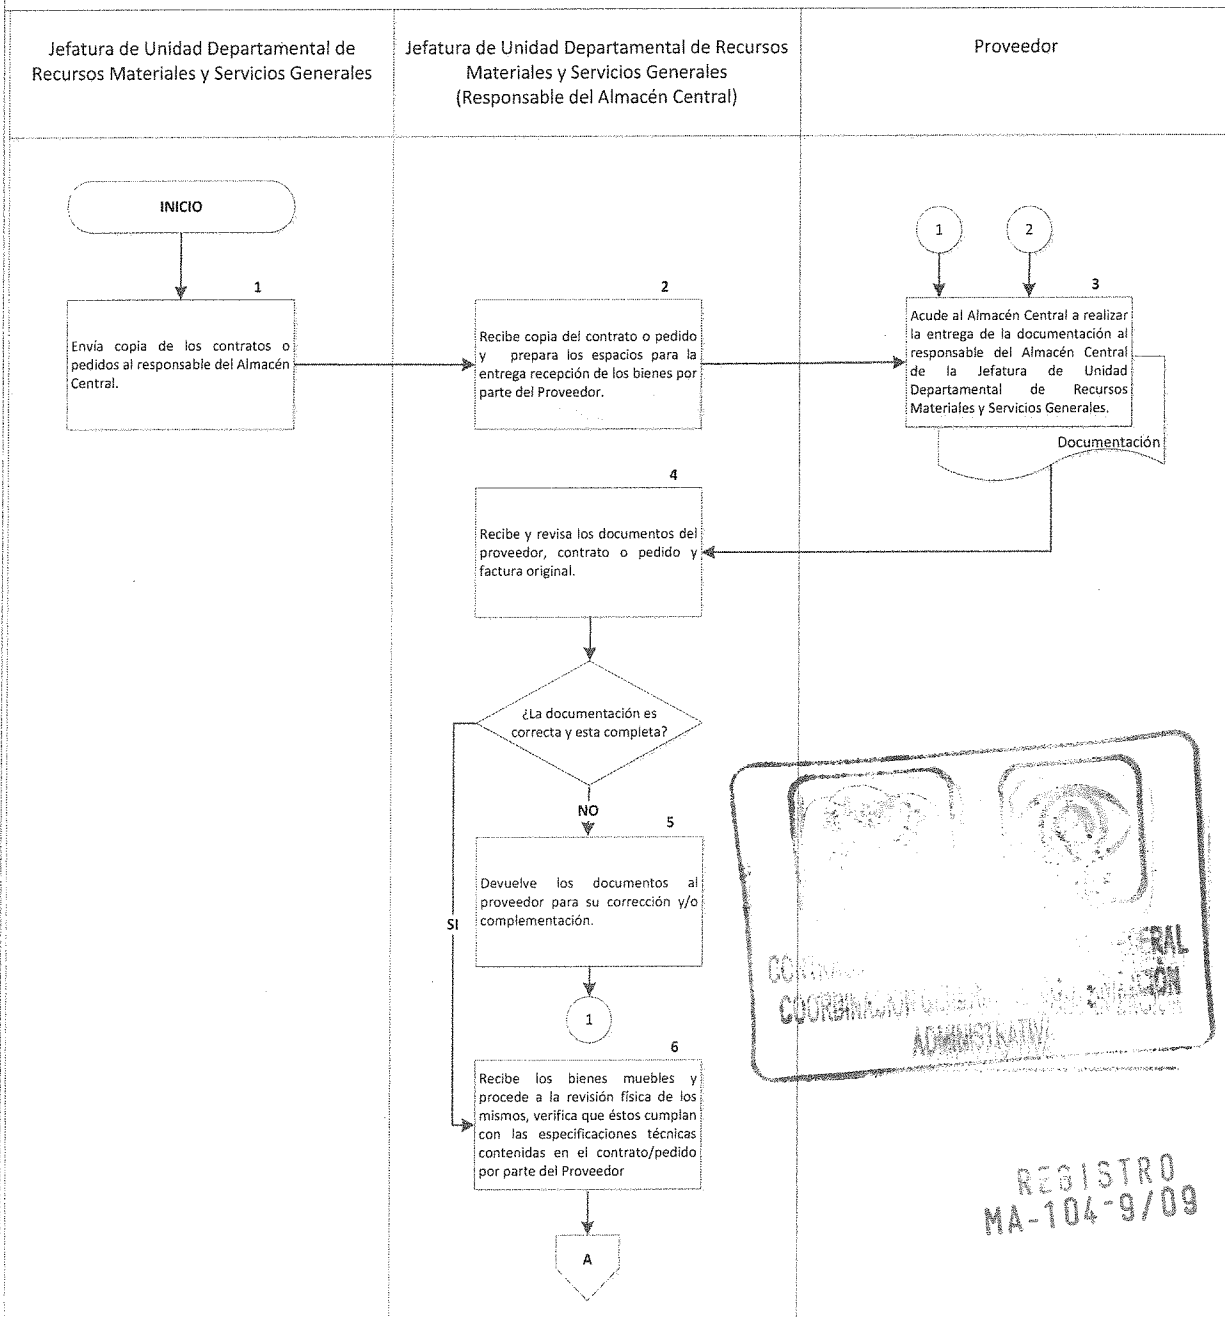 Jefatura de Unidad Departamental de
Recursos Materiales y Servicios Generales
Jefatura de Unidad Departamental de Recursos
Materiales y Servicios Generales
(Responsable del Almacén Central)
Proveedor
INICIO
1
Envía copia de los contratos o
pedidos al responsable del Almacén
Central.
2
Recibe copia del contrato o pedido
y prepara los espacios para la
entrega recepción de los bienes por
parte del Proveedor.
1
2
3
Acude al Almacén Central a realizar
la entrega de la documentación al
responsable del Almacén Central
de la Jefatura de Unidad
Departamental de Recursos
Materiales y Servicios Generales.
Documentación
4
Recibe y revisa los documentos del
proveedor, contrato o pedido y
factura original.
¿La documentación es
correcta y esta completa?
NO
5
Devuelve los documentos al
proveedor para su corrección y/o
complementación.
SI
1
6
Recibe los bienes muebles y
procede a la revisión física de los
mismos, verifica que éstos cumplan
con las especificaciones técnicas
contenidas en el contrato/pedido
por parte del Proveedor
A
COORDINACIÓN
ADMINISTRATIVA
REGISTRO
MA-104-9/09